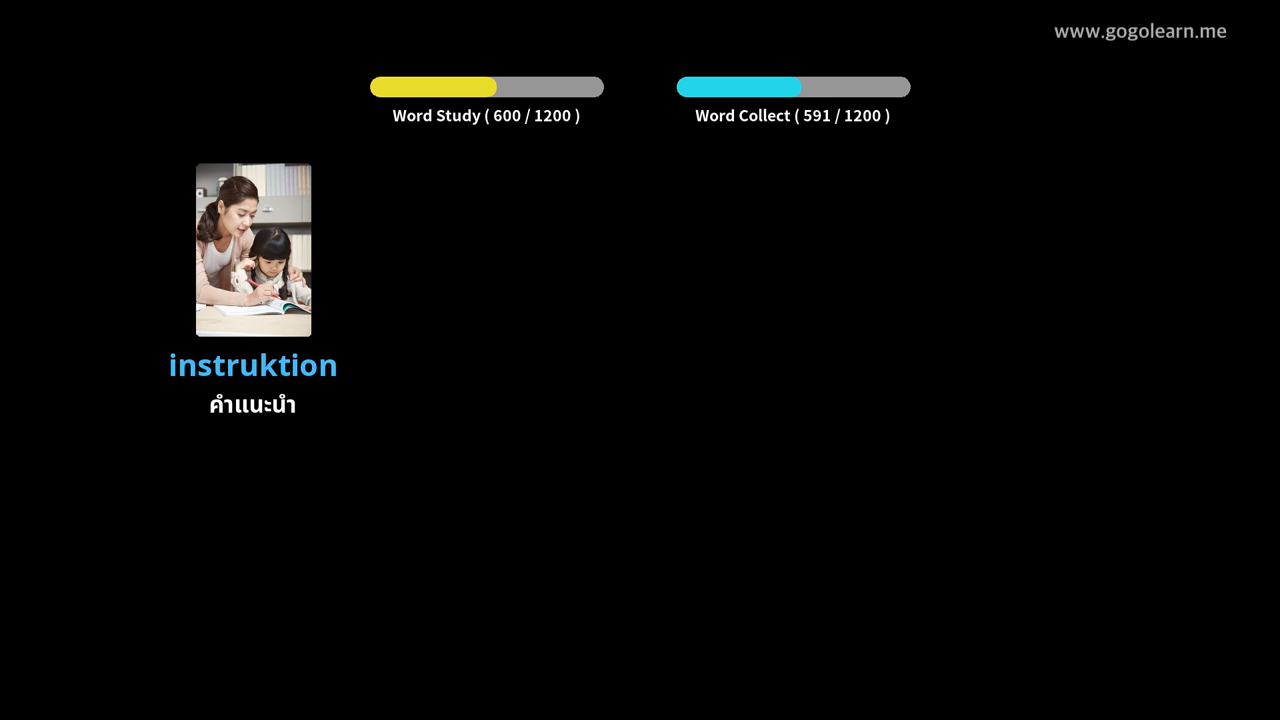 www.gogolearn.me
Word Study ( 600 / 1200 )
Word Collect ( 591 / 1200 )
instruktion
คำแนะนำ